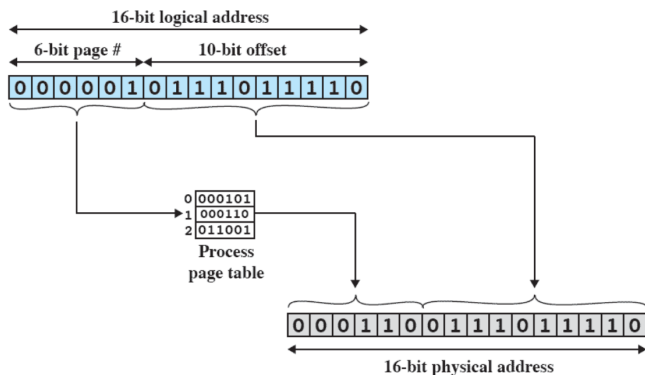 16-bit logical address
6-bit page # 10-bit offset
0 0 0 0 0 1 0 1 1 1 0 1 1 1 1 0
0 000101
1 000110
2 011001
Process
page table
0 0 0 1 1 0 0 1 1 1 0 1 1 1 1 0
16-bit physical address